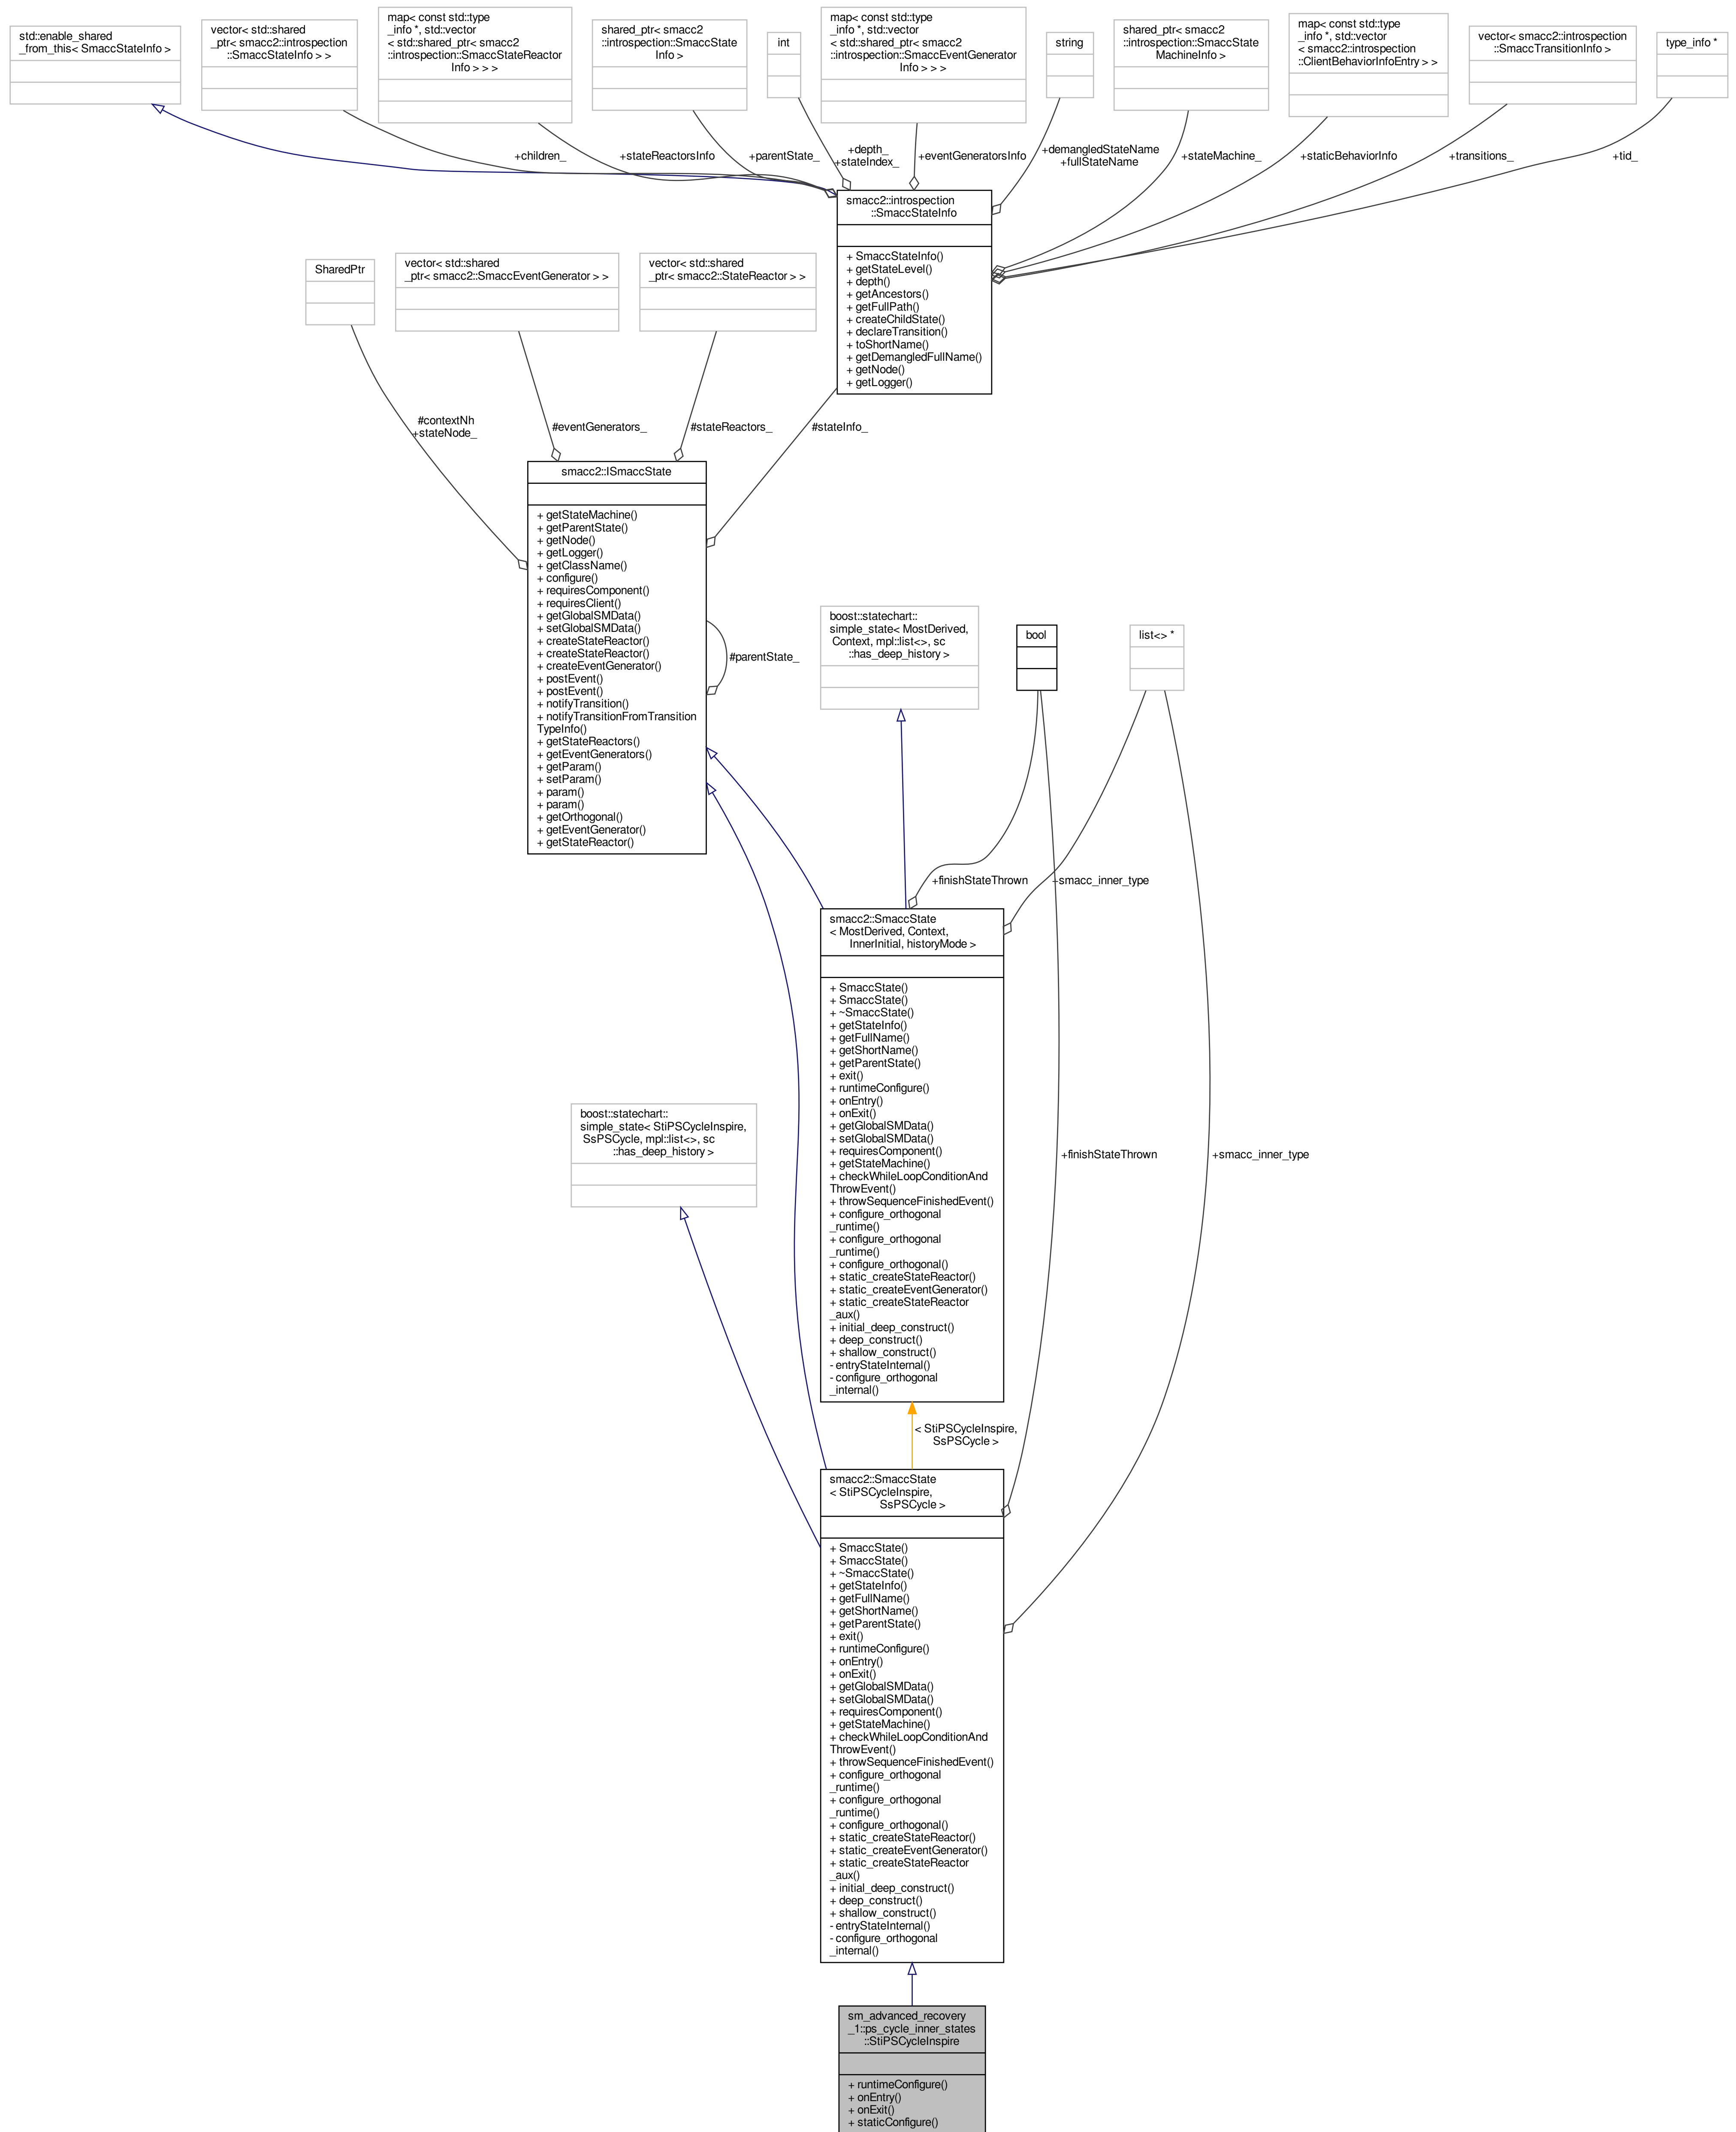 std::enable_shared
_from_this< SmaccStateInfo >
vector< std::shared
_ptr< smacc2::introspection
::SmaccStateInfo > >
map< const std::type
_info *, std::vector
< std::shared_ptr< smacc2
::introspection::SmaccStateReactor
Info > > >
shared_ptr< smacc2
::introspection::SmaccState
Info >
int
map< const std::type
_info *, std::vector
< std::shared_ptr< smacc2
::introspection::SmaccEventGenerator
Info > > >
string
shared_ptr< smacc2
::introspection::SmaccState
MachineInfo >
map< const std::type
_info *, std::vector
< smacc2::introspection
::ClientBehaviorInfoEntry > >
vector< smacc2::introspection
::SmaccTransitionInfo >
type_info *
+children_
+stateReactorsInfo
+parentState_
+depth_
+stateIndex_
+eventGeneratorsInfo
+demangledStateName
+fullStateName
+stateMachine_
+staticBehaviorInfo
+transitions_
+tid_
smacc2::introspection
::SmaccStateInfo
+ SmaccStateInfo()
+ getStateLevel()
+ depth()
+ getAncestors()
+ getFullPath()
+ createChildState()
+ declareTransition()
+ toShortName()
+ getDemangledFullName()
+ getNode()
+ getLogger()
SharedPtr
vector< std::shared
_ptr< smacc2::SmaccEventGenerator > >
vector< std::shared
_ptr< smacc2::StateReactor > >
#contextNh
+stateNode_
#eventGenerators_
#stateReactors_
#stateInfo_
smacc2::ISmaccState
+ getStateMachine()
+ getParentState()
+ getNode()
+ getLogger()
+ getClassName()
+ configure()
+ requiresComponent()
+ requiresClient()
+ getGlobalSMData()
+ setGlobalSMData()
+ createStateReactor()
+ createStateReactor()
+ createEventGenerator()
+ postEvent()
+ postEvent()
+ notifyTransition()
+ notifyTransitionFromTransition
TypeInfo()
+ getStateReactors()
+ getEventGenerators()
+ getParam()
+ setParam()
+ param()
+ param()
+ getOrthogonal()
+ getEventGenerator()
+ getStateReactor()
#parentState_
boost::statechart::
simple_state< MostDerived,
Context, mpl::list<>, sc
::has_deep_history >
bool
list<> *
+finishStateThrown
+smacc_inner_type
smacc2::SmaccState
< MostDerived, Context,
InnerInitial, historyMode >
+ SmaccState()
+ SmaccState()
+ ~SmaccState()
+ getStateInfo()
+ getFullName()
+ getShortName()
+ getParentState()
+ exit()
+ runtimeConfigure()
+ onEntry()
+ onExit()
+ getGlobalSMData()
+ setGlobalSMData()
+ requiresComponent()
+ getStateMachine()
+ checkWhileLoopConditionAnd
ThrowEvent()
+ throwSequenceFinishedEvent()
+ configure_orthogonal
_runtime()
+ configure_orthogonal
_runtime()
+ configure_orthogonal()
+ static_createStateReactor()
+ static_createEventGenerator()
+ static_createStateReactor
_aux()
+ initial_deep_construct()
+ deep_construct()
+ shallow_construct()
- entryStateInternal()
- configure_orthogonal
_internal()
boost::statechart::
simple_state< StiPSCycleInspire,
SsPSCycle, mpl::list<>, sc
::has_deep_history >
+finishStateThrown
+smacc_inner_type
< StiPSCycleInspire,
SsPSCycle >
smacc2::SmaccState
< StiPSCycleInspire,
SsPSCycle >
+ SmaccState()
+ SmaccState()
+ ~SmaccState()
+ getStateInfo()
+ getFullName()
+ getShortName()
+ getParentState()
+ exit()
+ runtimeConfigure()
+ onEntry()
+ onExit()
+ getGlobalSMData()
+ setGlobalSMData()
+ requiresComponent()
+ getStateMachine()
+ checkWhileLoopConditionAnd
ThrowEvent()
+ throwSequenceFinishedEvent()
+ configure_orthogonal
_runtime()
+ configure_orthogonal
_runtime()
+ configure_orthogonal()
+ static_createStateReactor()
+ static_createEventGenerator()
+ static_createStateReactor
_aux()
+ initial_deep_construct()
+ deep_construct()
+ shallow_construct()
- entryStateInternal()
- configure_orthogonal
_internal()
sm_advanced_recovery
_1::ps_cycle_inner_states
::StiPSCycleInspire
+ runtimeConfigure()
+ onEntry()
+ onExit()
+ staticConfigure()